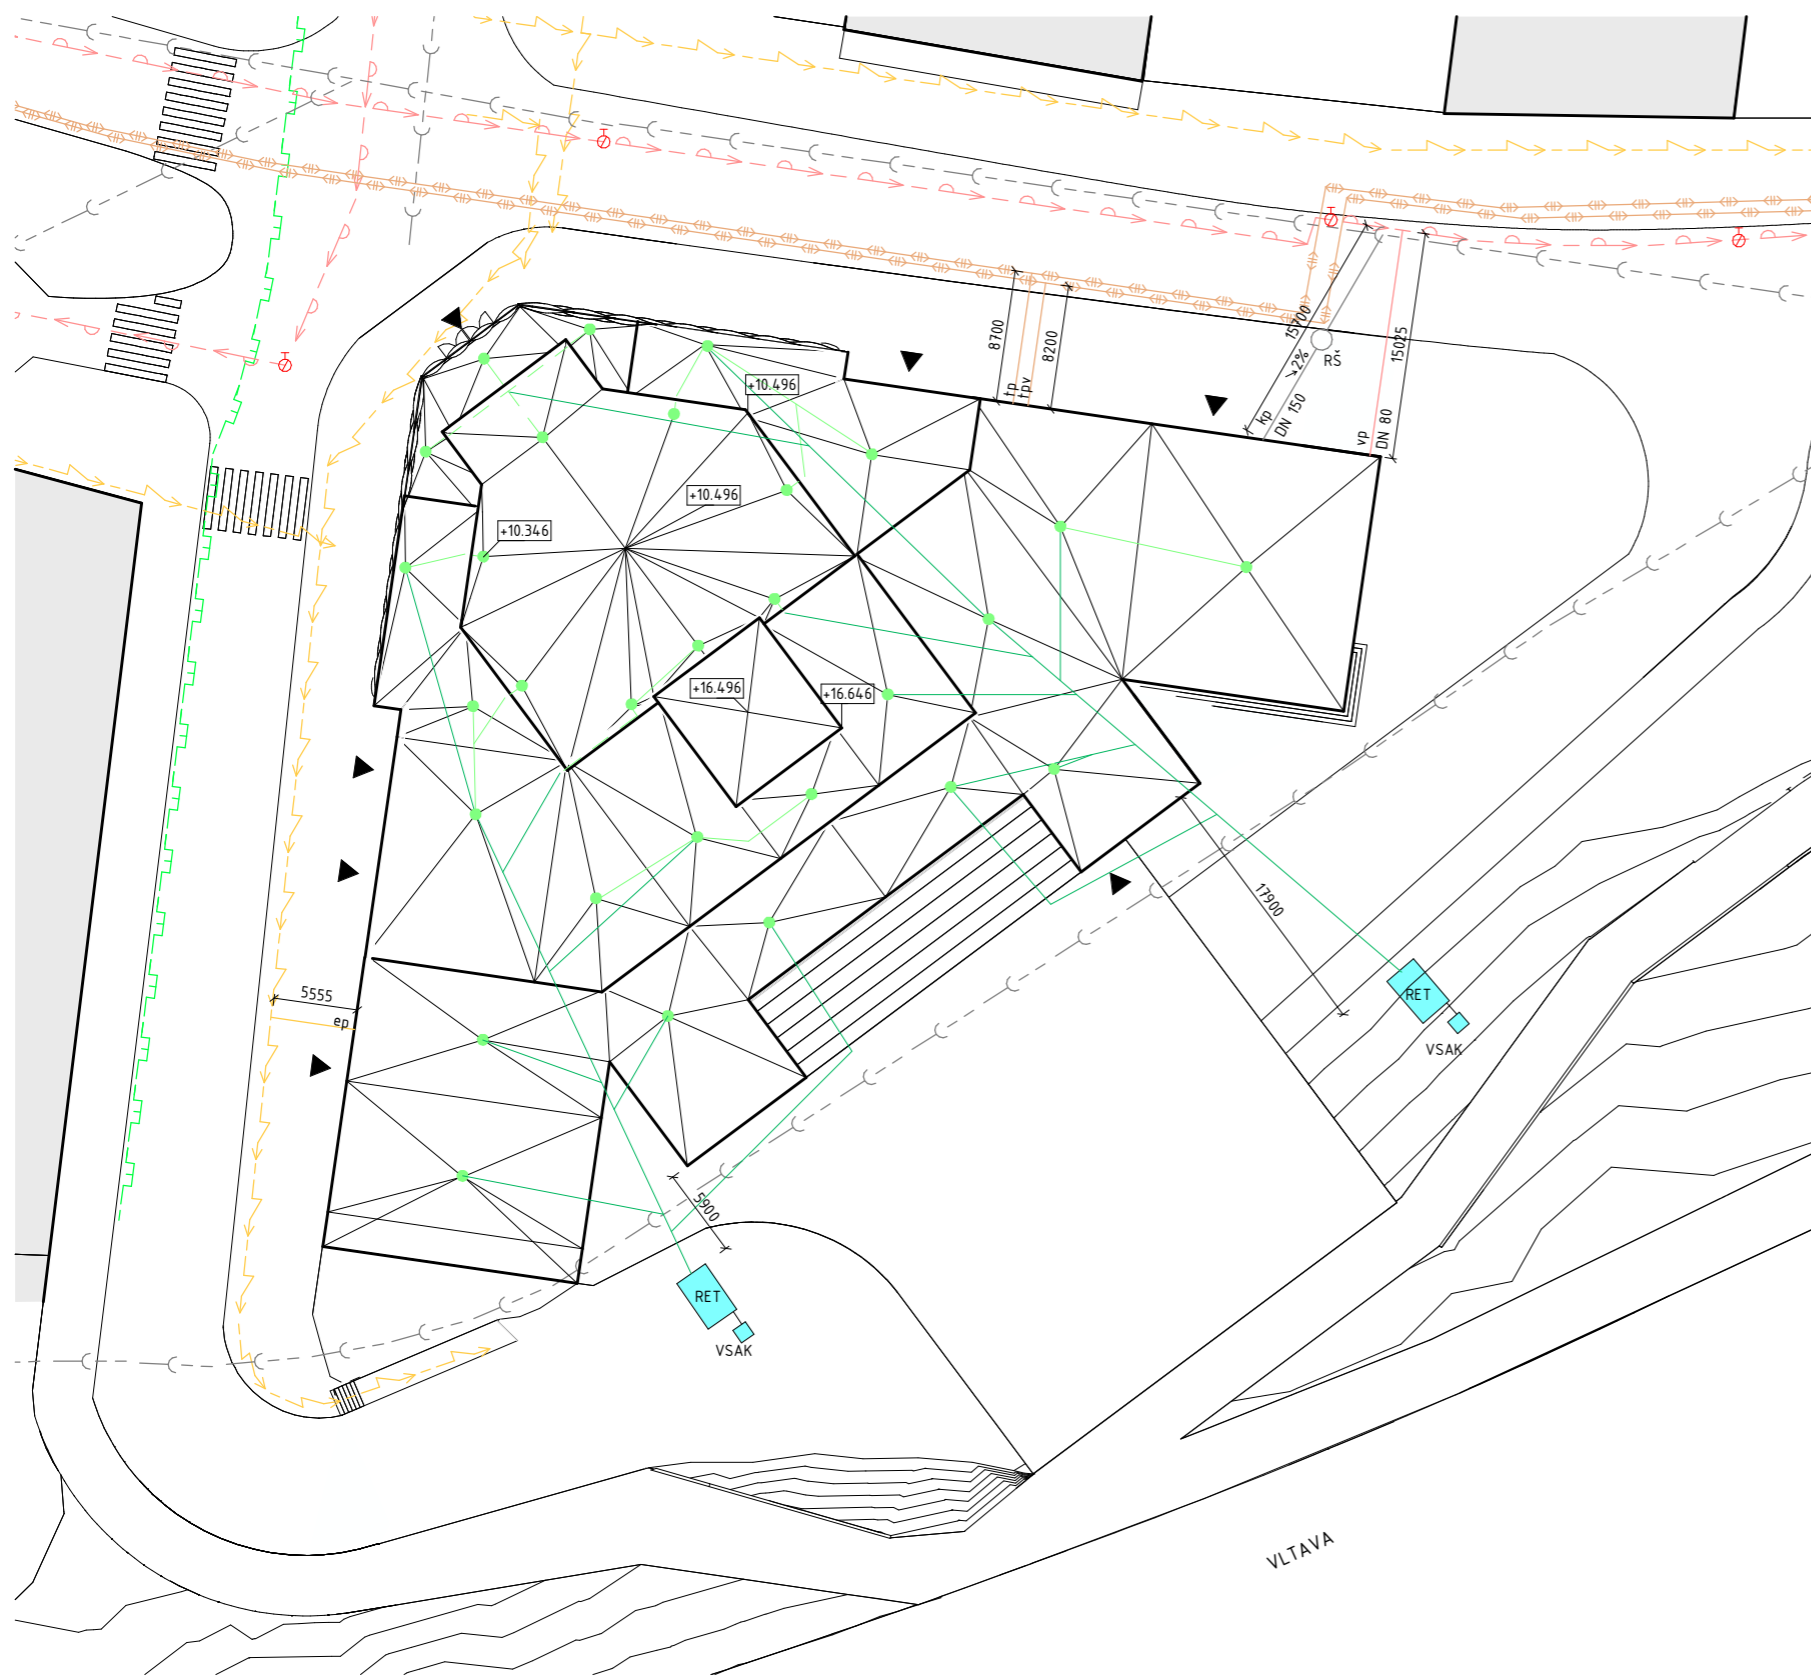 8700
tp
tpv
8200
15700
→2%
RŠ
kp
DN 150
15025
vp
DN 80
+10.496
+10.496
+10.346
+16.496
+16.646
17900
RET
VSAK
5555
ep
5900
RET
VSAK
VLTAVA